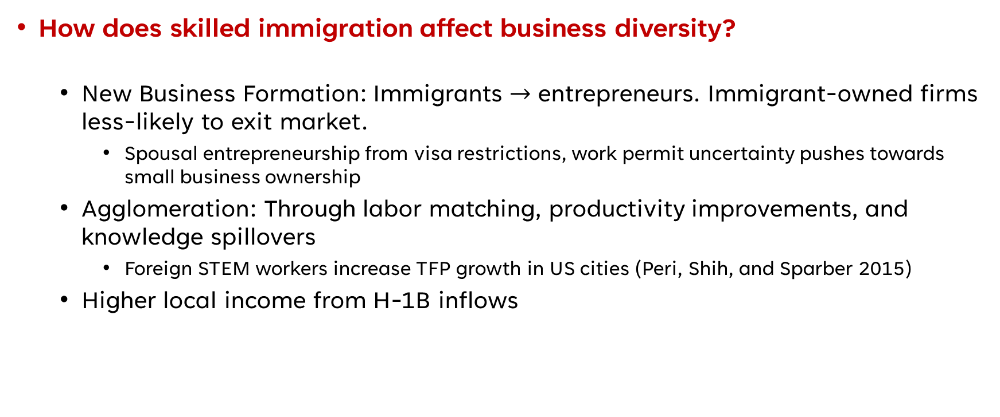 • How does skilled immigration affect business diversity?
• New Business Formation: Immigrants → entrepreneurs. Immigrant-owned firms
less-likely to exit market.
• Spousal entrepreneurship from visa restrictions, work permit uncertainty pushes towards
small business ownership
• Agglomeration: Through labor matching, productivity improvements, and
knowledge spillovers
• Foreign STEM workers increase TFP growth in US cities (Peri, Shih, and Sparber 2015)
• Higher local income from H-1B inflows